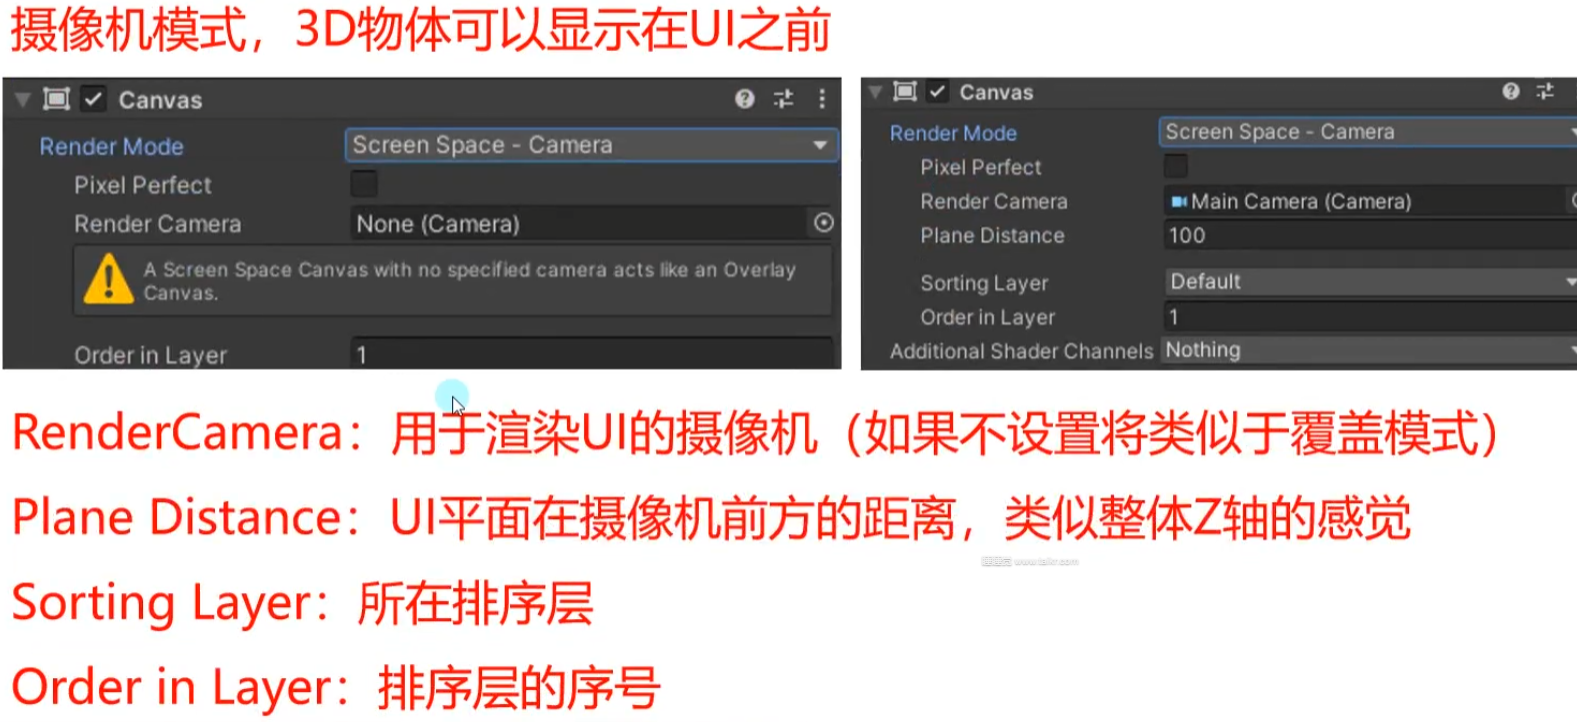 摄像机模式，3D物体可以显示在UI之前
Canvas
Render Mode Screen Space - Camera
Pixel Perfect
Render Camera None (Camera)
A Screen Space Canvas with no specified camera acts like an Overlay
Canvas.
Order in Layer 1
Canvas
Render Mode Screen Space - Camera
Pixel Perfect
Render Camera Main Camera (Camera)
Plane Distance 100
Sorting Layer Default
Order in Layer 1
Additional Shader Channels Nothing
RenderCamera：用于渲染UI的摄像机（如果不设置将类似于覆盖模式）
Plane Distance：UI平面在摄像机前方的距离，类似整体Z轴的感觉
Sorting Layer：所在排序层
Order in Layer：排序层的序号